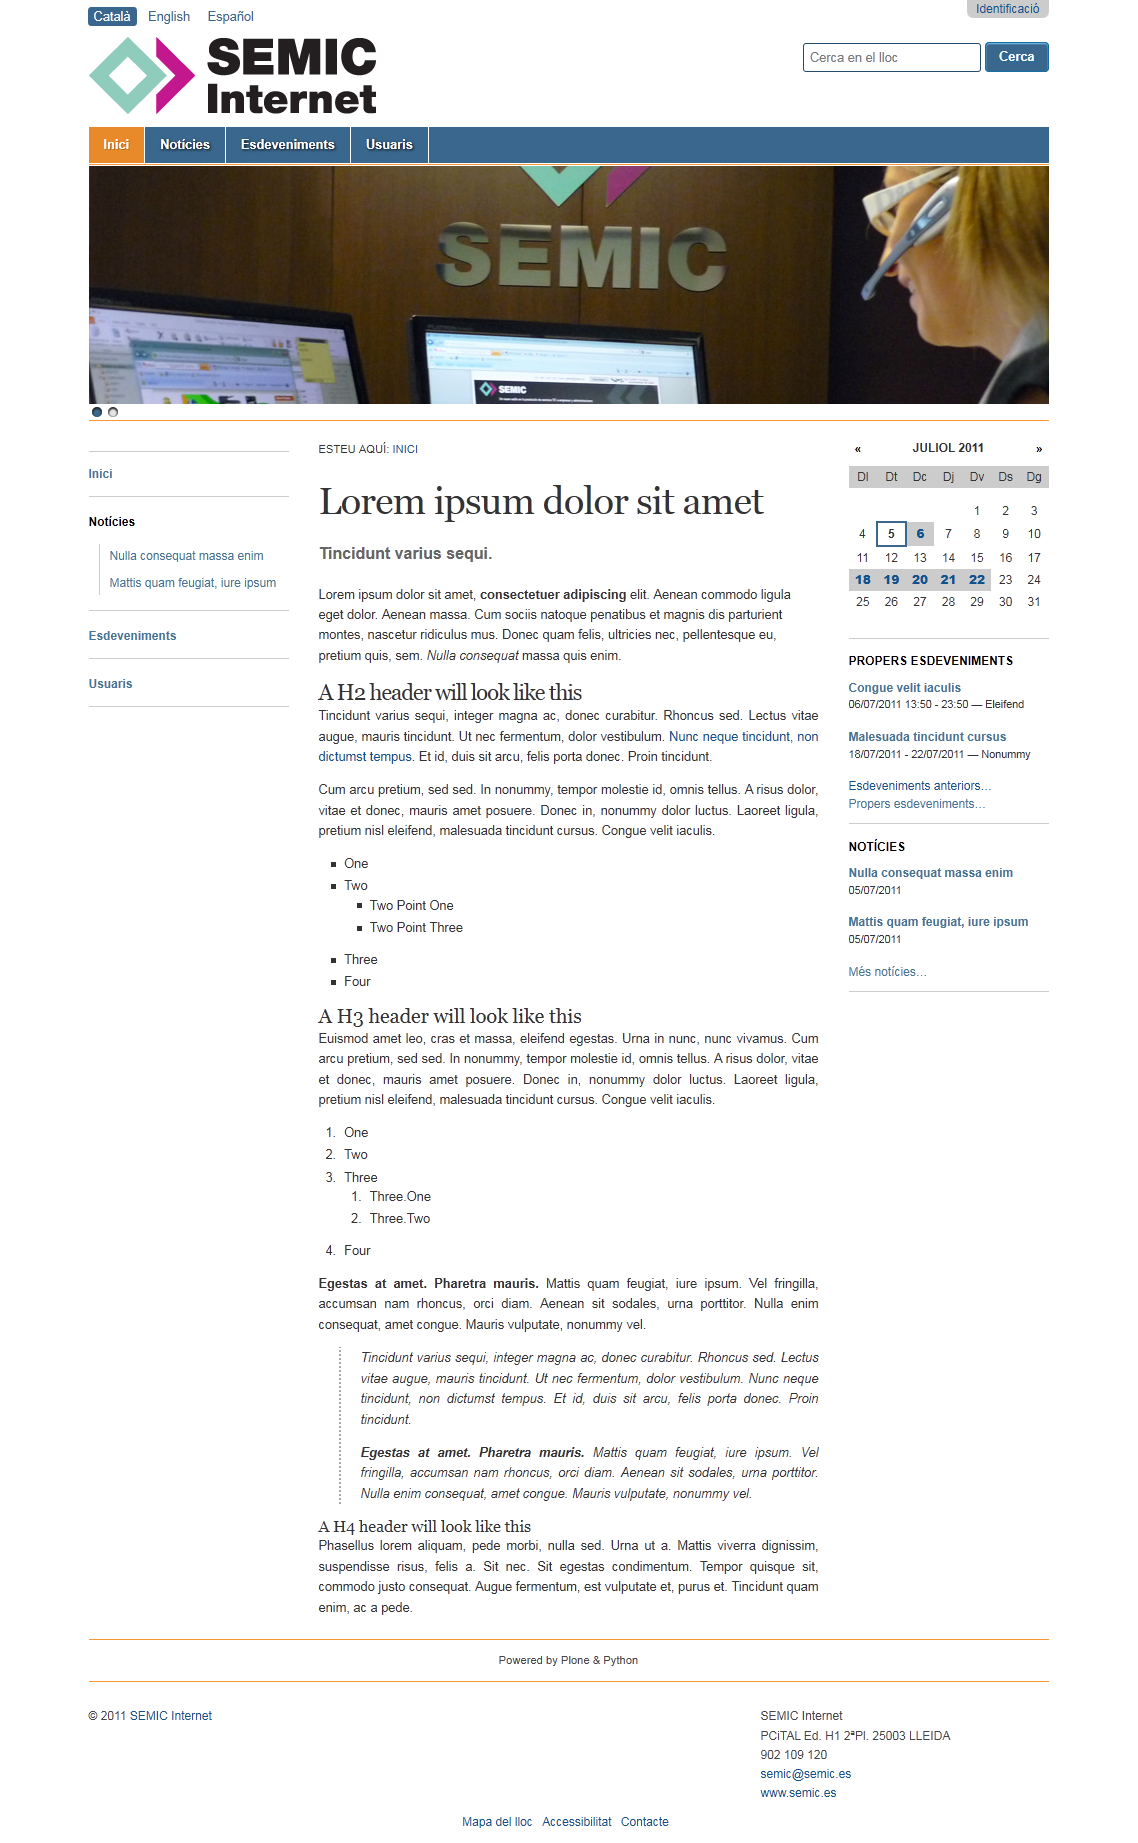 Català English Español
Identificació
SEMIC
Internet
Cerca en el lloc Cerca
Inici Notícies Esdeveniments Usuaris
SEMIC
SEMIC
Inici
Notícies
Nulla consequat massa enim
Mattis quam feugiat, iure ipsum
Esdeveniments
Usuaris
ESTEU AQUÍ: INICI
Lorem ipsum dolor sit amet
Tincidunt varius sequi.
Lorem ipsum dolor sit amet, consectetuer adipiscing elit. Aenean commodo ligula
eget dolor. Aenean massa. Cum sociis natoque penatibus et magnis dis parturient
montes, nascetur ridiculus mus. Donec quam felis, ultricies nec, pellentesque eu,
pretium quis, sem. Nulla consequat massa quis enim.
A H2 header will look like this
Tincidunt varius sequi, integer magna ac, donec curabitur. Rhoncus sed. Lectus vitae
augue, mauris tincidunt. Ut nec fermentum, dolor vestibulum. Nunc neque tincidunt, non
dictumst tempus. Et id, duis sit arcu, felis porta donec. Proin tincidunt.
Cum arcu pretium, sed sed. In nonummy, tempor molestie id, omnis tellus. A risus dolor,
vitae et donec, mauris amet posuere. Donec in, nonummy dolor luctus. Laoreet ligula,
pretium nisl eleifend, malesuada tincidunt cursus. Congue velit iaculis.
One
Two
Two Point One
Two Point Three
Three
Four
A H3 header will look like this
Euismod amet leo, cras et massa, eleifend egestas. Urna in nunc, nunc vivamus. Cum
arcu pretium, sed sed. In nonummy, tempor molestie id, omnis tellus. A risus dolor, vitae
et donec, mauris amet posuere. Donec in, nonummy dolor luctus. Laoreet ligula,
pretium nisl eleifend, malesuada tincidunt cursus. Congue velit iaculis.
1. One
2. Two
3. Three
1. Three.One
2. Three.Two
4. Four
Egestas at amet. Pharetra mauris. Mattis quam feugiat, iure ipsum. Vel fringilla,
accumsan nam rhoncus, orci diam. Aenean sit sodales, urna porttitor. Nulla enim
consequat, amet congue. Mauris vulputate, nonummy vel.
Tincidunt varius sequi, integer magna ac, donec curabitur. Rhoncus sed. Lectus
vitae augue, mauris tincidunt. Ut nec fermentum, dolor vestibulum. Nunc neque
tincidunt, non dictumst tempus. Et id, duis sit arcu, felis porta donec. Proin
tincidunt.
Egestas at amet. Pharetra mauris. Mattis quam feugiat, iure ipsum. Vel
fringilla, accumsan nam rhoncus, orci diam. Aenean sit sodales, urna porttitor.
Nulla enim consequat, amet congue. Mauris vulputate, nonummy vel.
A H4 header will look like this
Phasellus lorem aliquam, pede morbi, nulla sed. Urna ut a. Mattis viverra dignissim,
suspendisse risus, felis a. Sit nec. Sit egestas condimentum. Tempor quisque sit,
commodo justo consequat. Augue fermentum, est vulputate et, purus et. Tincidunt quam
enim, ac a pede.
« JULIOL 2011 »
Dl Dt Dc Dj Dv Ds Dg
1 2 3
4 5 6 7 8 9 10
11 12 13 14 15 16 17
18 19 20 21 22 23 24
25 26 27 28 29 30 31
PROPERS ESDEVENIMENTS
Congue velit iaculis
06/07/2011 13:50 - 23:50 — Eleifend
Malesuada tincidunt cursus
18/07/2011 - 22/07/2011 — Nonummy
Esdeveniments anteriors…
Propers esdeveniments…
NOTÍCIES
Nulla consequat massa enim
05/07/2011
Mattis quam feugiat, iure ipsum
05/07/2011
Més notícies…
Powered by Plone & Python
© 2011 SEMIC Internet
SEMIC Internet
PCiTAL Ed. H1 2ªPl. 25003 LLEIDA
902 109 120
semic@semic.es
www.semic.es
Mapa del lloc Accessibilitat Contacte